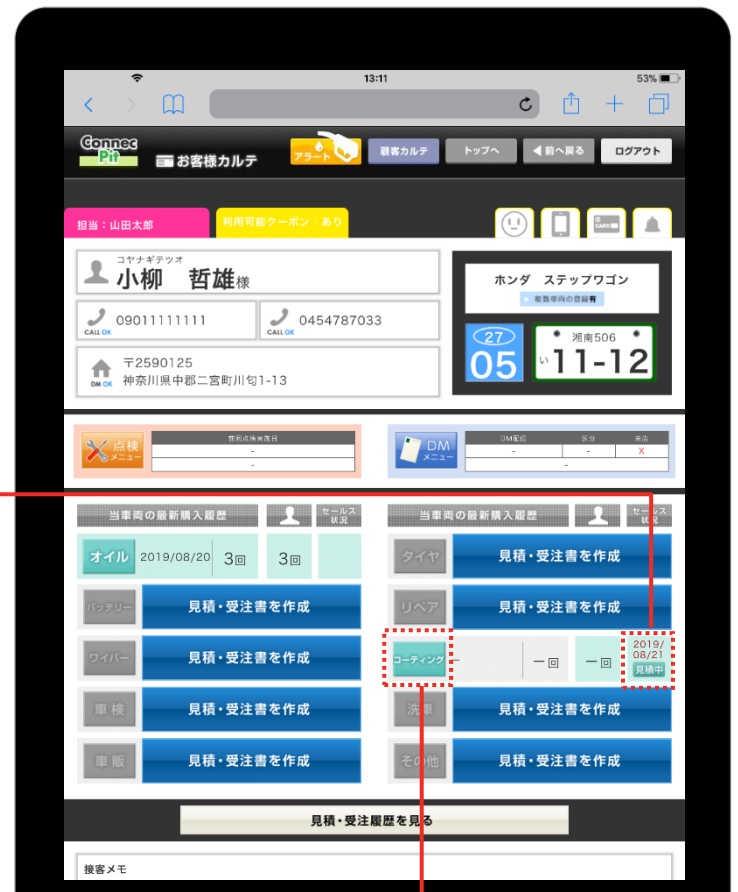 13:11
53%
Connec Pit
お客様カルテ
アラート
顧客カルテ
トップへ
前へ戻る
ログアウト
担当：山田太郎
利用可能クーポン：あり
CARD
コヤナギテツオ
小柳 哲雄様
CALL OK 09011111111
CALL OK 0454787033
DM OK
〒2590125
神奈川県中郡二宮町川匂1-13
ホンダ ステップワゴン
複数車両の登録有
27
05
湘南506
い 11-12
点検メニュー
前回点検実施日
-
-
DMメニュー
DM配信 区分 来店
- - X
-
当車両の最新購入履歴 セールス状況
オイル 2019/08/20 3回 3回
バッテリー 見積・受注書を作成
ワイパー 見積・受注書を作成
車検 見積・受注書を作成
車販 見積・受注書を作成
当車両の最新購入履歴 セールス状況
タイヤ 見積・受注書を作成
リペア 見積・受注書を作成
コーティング - ー回 ー回 2019/08/21 見積中
洗車 見積・受注書を作成
その他 見積・受注書を作成
見積・受注履歴を見る
接客メモ